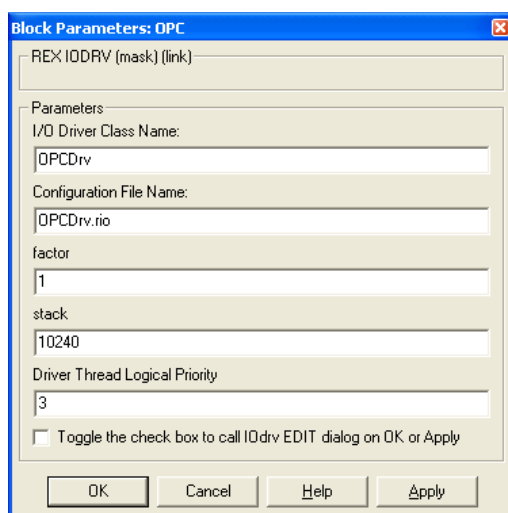 Block Parameters: OPC
REX IODRV (mask) (link)
Parameters
I/O Driver Class Name:
OPCDrv
Configuration File Name:
OPCDrv.rio
factor
1
stack
10240
Driver Thread Logical Priority
3
Toggle the check box to call IOdrv EDIT dialog on OK or Apply
OK Cancel Help Apply